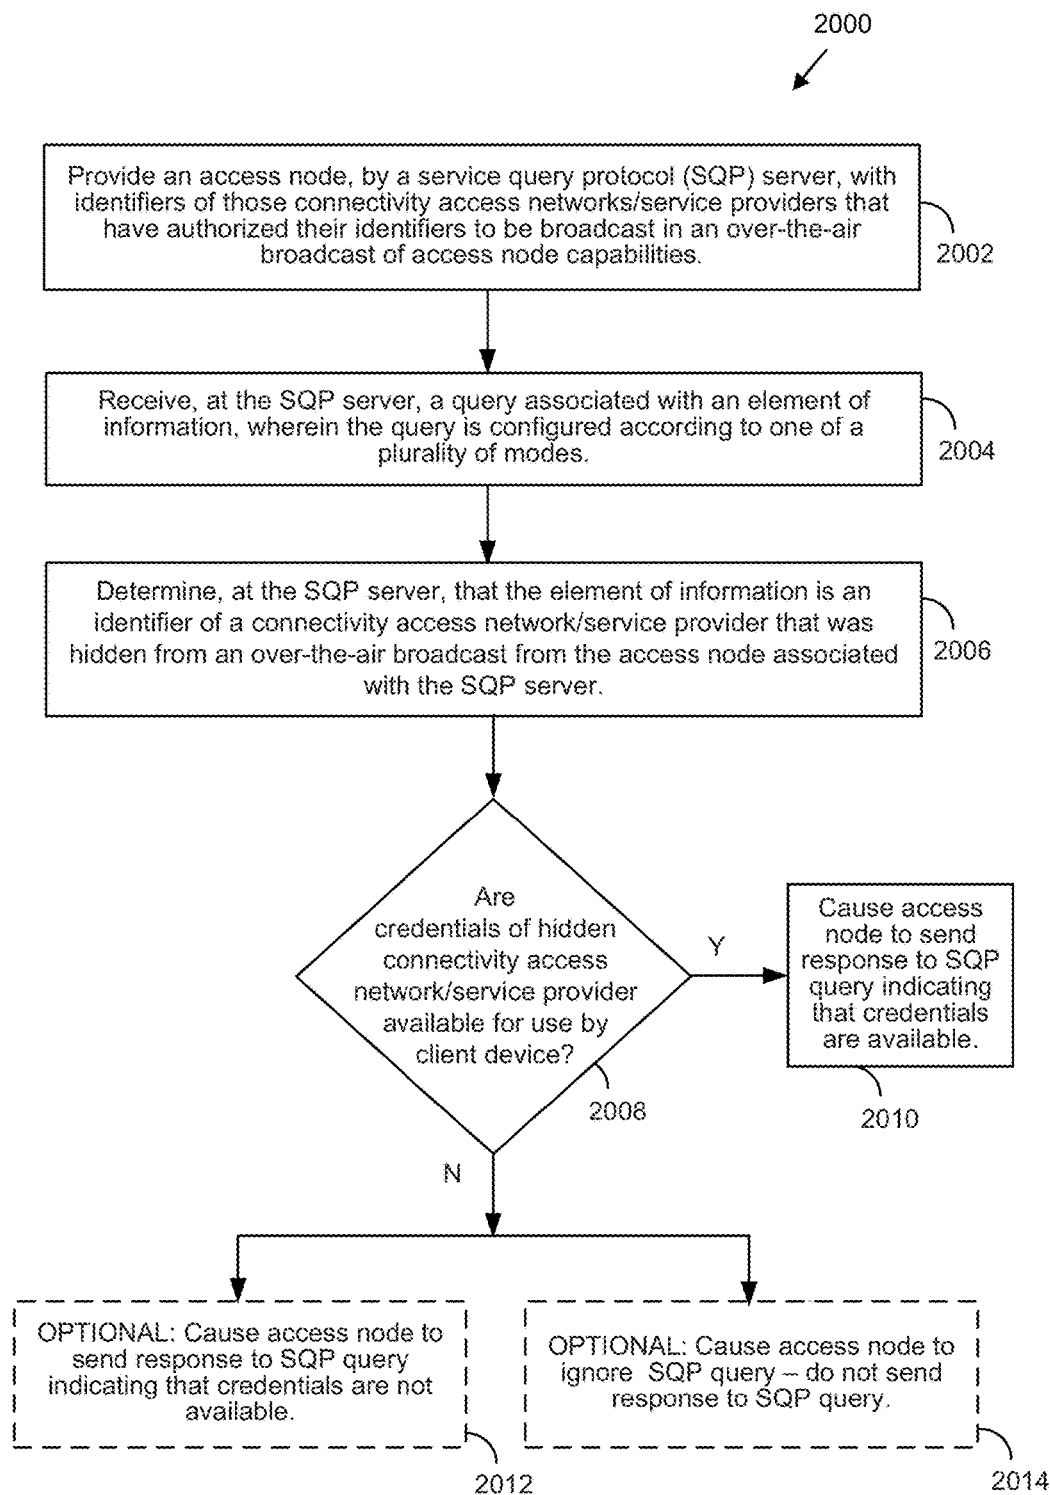 2000
Provide an access node, by a service query protocol (SQP) server, with
identifiers of those connectivity access networks/service providers that
have authorized their identifiers to be broadcast in an over-the-air
broadcast of access node capabilities.
2002
Receive, at the SQP server, a query associated with an element of
information, wherein the query is configured according to one of a
plurality of modes.
2004
Determine, at the SQP server, that the element of information is an
identifier of a connectivity access network/service provider that was
hidden from an over-the-air broadcast from the access node associated
with the SQP server.
2006
Are
credentials of hidden
connectivity access
network/service provider
available for use by
client device?
2008
Y
Cause access
node to send
response to SQP
query indicating
that credentials
are available.
2010
N
OPTIONAL: Cause access node to
send response to SQP query
indicating that credentials are not
available.
2012
OPTIONAL: Cause access node to
ignore SQP query – do not send
response to SQP query.
2014